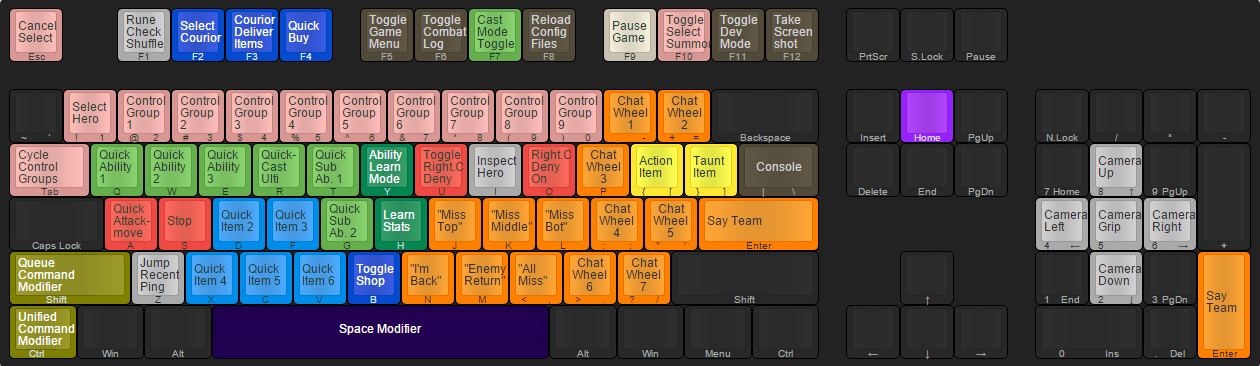 Cancel
Select
Esc
Rune
Check
Shuffle
F1
Select
Courior
F2
Courior
Deliver
Items
F3
Quick
Buy
F4
Toggle
Game
Menu
F5
Toggle
Combat
Log
F6
Cast
Mode
Toggle
F7
Reload
Config
Files
F8
Pause
Game
F9
Toggle
Select
Summon
F10
Toggle
Dev
Mode
F11
Take
Screen
shot
F12
PrtScr
S.Lock
Pause
~ `
Select
Hero
! 1
Control
Group
1
@ 2
Control
Group
2
# 3
Control
Group
3
$ 4
Control
Group
4
% 5
Control
Group
5
^ 6
Control
Group
6
& 7
Control
Group
7
* 8
Control
Group
8
( 9
Control
Group
9
) 0
Chat
Wheel
1
_ -
Chat
Wheel
2
+ =
Backspace
Insert
Home
PgUp
N.Lock
/
*
-
Cycle
Control
Groups
Tab
Quick
Ability
1
Q
Quick
Ability
2
W
Quick
Ability
3
E
Quick-
Cast
Ulti
R
Quick
Sub
Ab. 1
T
Ability
Learn
Mode
Y
Toggle
Right.C
Deny
U
Inspect
Hero
I
Right.C
Deny
On
O
Chat
Wheel
3
P
Action
Item
{ [
Taunt
Item
} ]
Console
| \
Delete
End
PgDn
7 Home
Camera
Up
8 ↑
9 PgUp
Caps Lock
Quick
Attack-
move
A
Stop
S
Quick
Item 2
D
Quick
Item 3
F
Quick
Sub
Ab. 2
G
Learn
Stats
H
"Miss
Top"
J
"Miss
Middle"
K
"Miss
Bot"
L
Chat
Wheel
4
: ;
Chat
Wheel
5
" '
Say Team
Enter
Camera
Left
4 ←
Camera
Grip
5
Camera
Right
6 →
+
Queue
Command
Modifier
Shift
Jump
Recent
Ping
Z
Quick
Item 4
X
Quick
Item 5
C
Quick
Item 6
V
Toggle
Shop
B
"I'm
Back"
N
"Enemy
Return"
M
"All
Miss"
< ,
Chat
Wheel
6
> .
Chat
Wheel
7
? /
Shift
↑
1 End
Camera
Down
2 ↓
3 PgDn
Say
Team
Enter
Unified
Command
Modifier
Ctrl
Win
Alt
Space Modifier
Alt
Win
Menu
Ctrl
←
↓
→
0 Ins
. Del